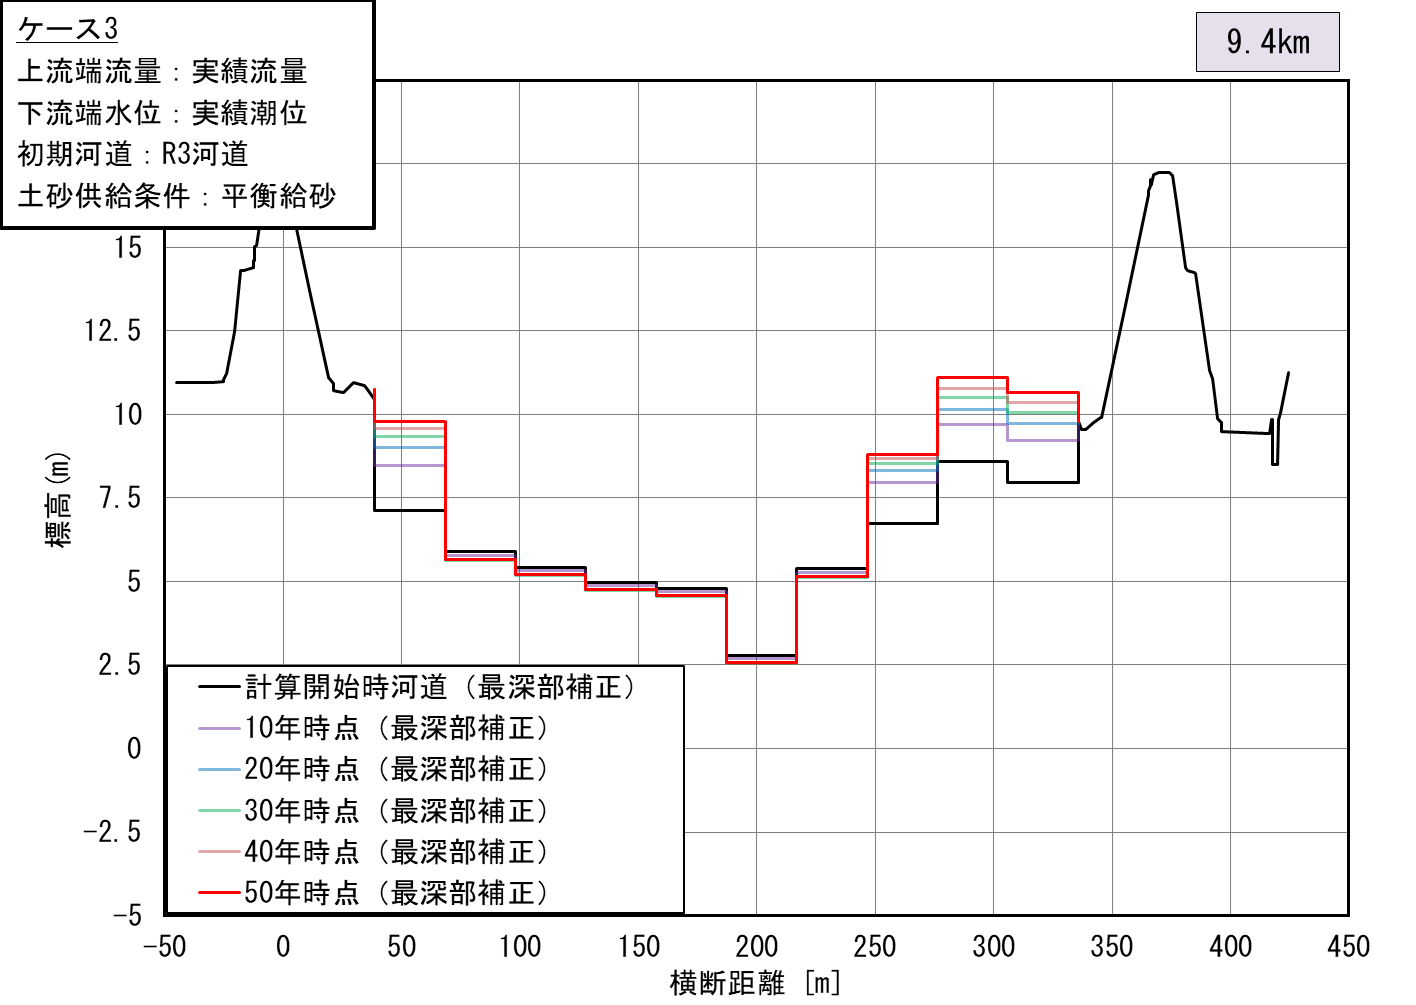 ケース3
上流端流量：実績流量
下流端水位：実績潮位
初期河道：R3河道
土砂供給条件：平衡給砂
9.4km
15
12.5
10
7.5
5
2.5
0
-2.5
-5
標高(m)
計算開始時河道（最深部補正）
10年時点（最深部補正）
20年時点（最深部補正）
30年時点（最深部補正）
40年時点（最深部補正）
50年時点（最深部補正）
-50 0 50 100 150 200 250 300 350 400 450
横断距離 [m]